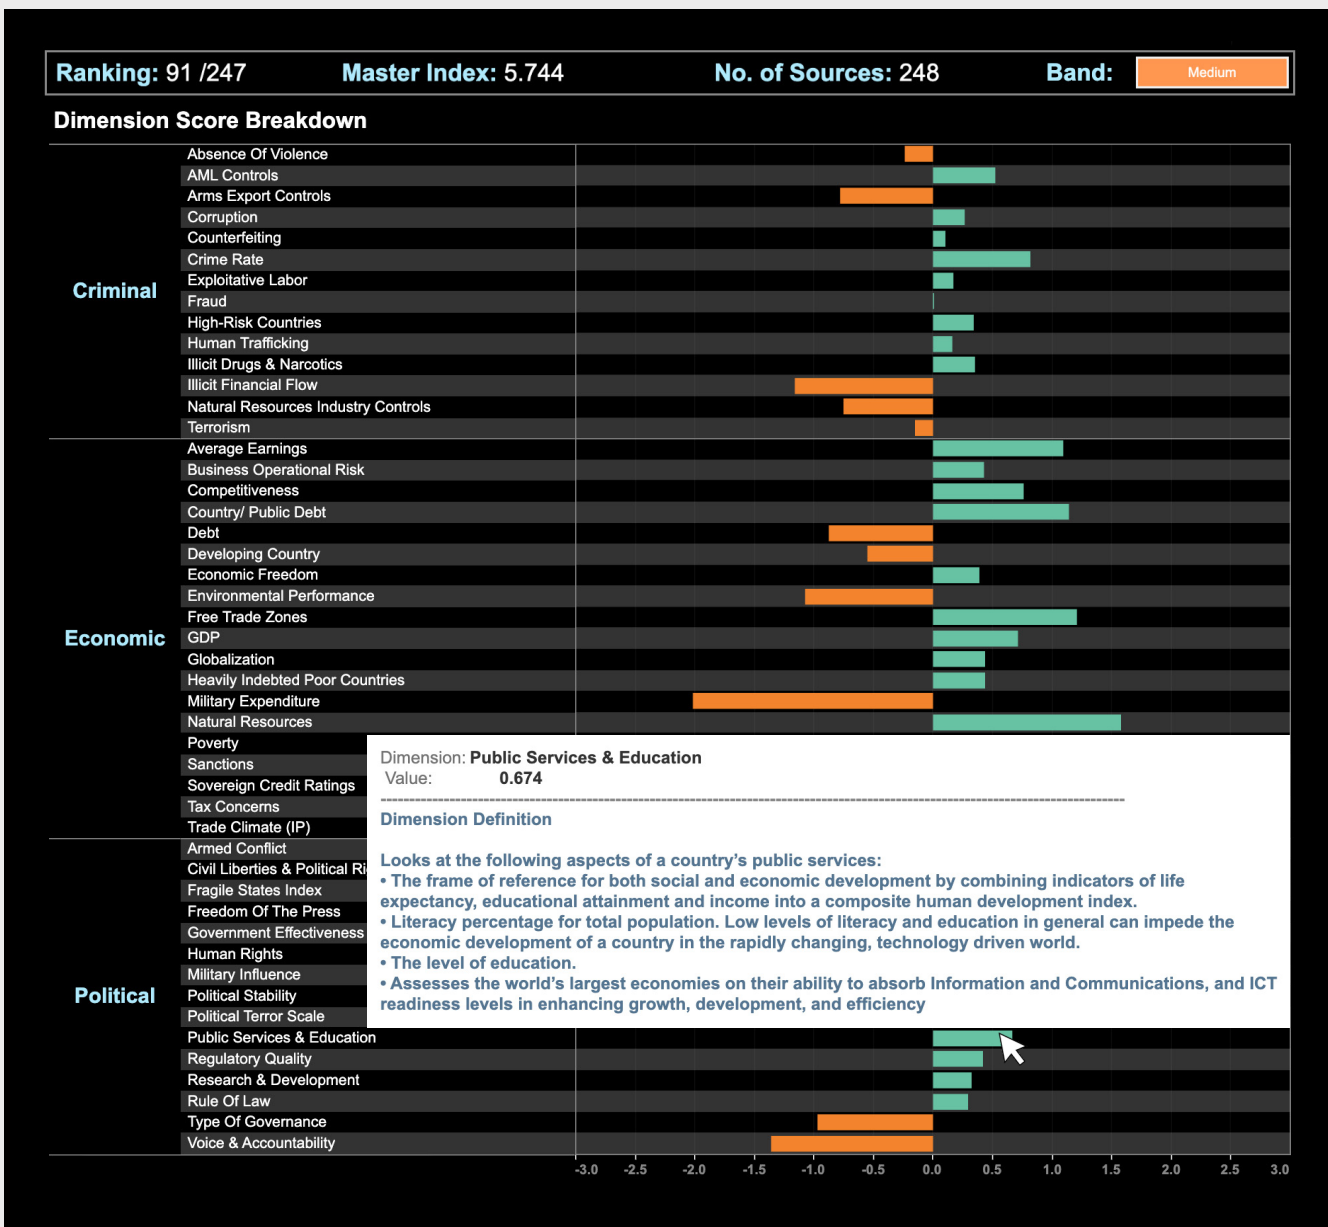 Ranking: 91 /247 Master Index: 5.744 No. of Sources: 248 Band: Medium
Dimension Score Breakdown
Criminal
Absence Of Violence
AML Controls
Arms Export Controls
Corruption
Counterfeiting
Crime Rate
Exploitative Labor
Fraud
High-Risk Countries
Human Trafficking
Illicit Drugs & Narcotics
Illicit Financial Flow
Natural Resources Industry Controls
Terrorism
Economic
Average Earnings
Business Operational Risk
Competitiveness
Country/ Public Debt
Debt
Developing Country
Economic Freedom
Environmental Performance
Free Trade Zones
GDP
Globalization
Heavily Indebted Poor Countries
Military Expenditure
Natural Resources
Poverty
Sanctions
Sovereign Credit Ratings
Tax Concerns
Trade Climate (IP)
Political
Armed Conflict
Civil Liberties & Political Ri
Fragile States Index
Freedom Of The Press
Government Effectiveness
Human Rights
Military Influence
Political Stability
Political Terror Scale
Public Services & Education
Regulatory Quality
Research & Development
Rule Of Law
Type Of Governance
Voice & Accountability
Dimension: Public Services & Education
Value: 0.674
Dimension Definition
Looks at the following aspects of a country's public services:
• The frame of reference for both social and economic development by combining indicators of life
expectancy, educational attainment and income into a composite human development index.
• Literacy percentage for total population. Low levels of literacy and education in general can impede the
economic development of a country in the rapidly changing, technology driven world.
• The level of education.
• Assesses the world's largest economies on their ability to absorb Information and Communications, and ICT
readiness levels in enhancing growth, development, and efficiency
-3.0 -2.5 -2.0 -1.5 -1.0 -0.5 0.0 0.5 1.0 1.5 2.0 2.5 3.0